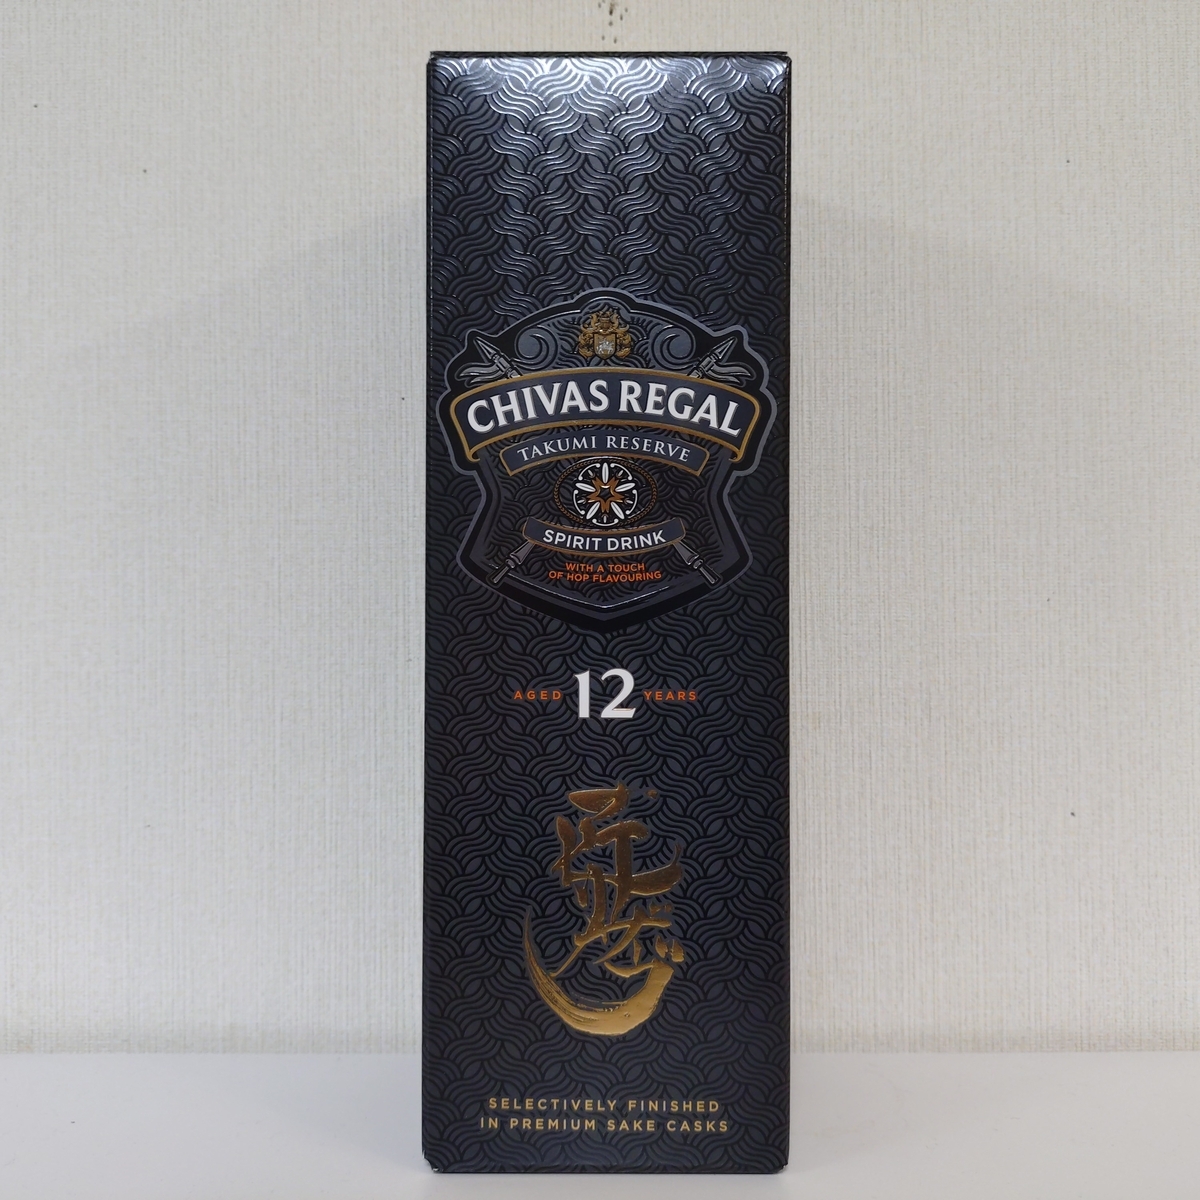 CHIVAS REGAL
TAKUMI RESERVE
SPIRIT DRINK
WITH A TOUCH
OF HOP FLAVOURING
AGED 12 YEARS
SELECTIVELY FINISHED
IN PREMIUM SAKE CASKS